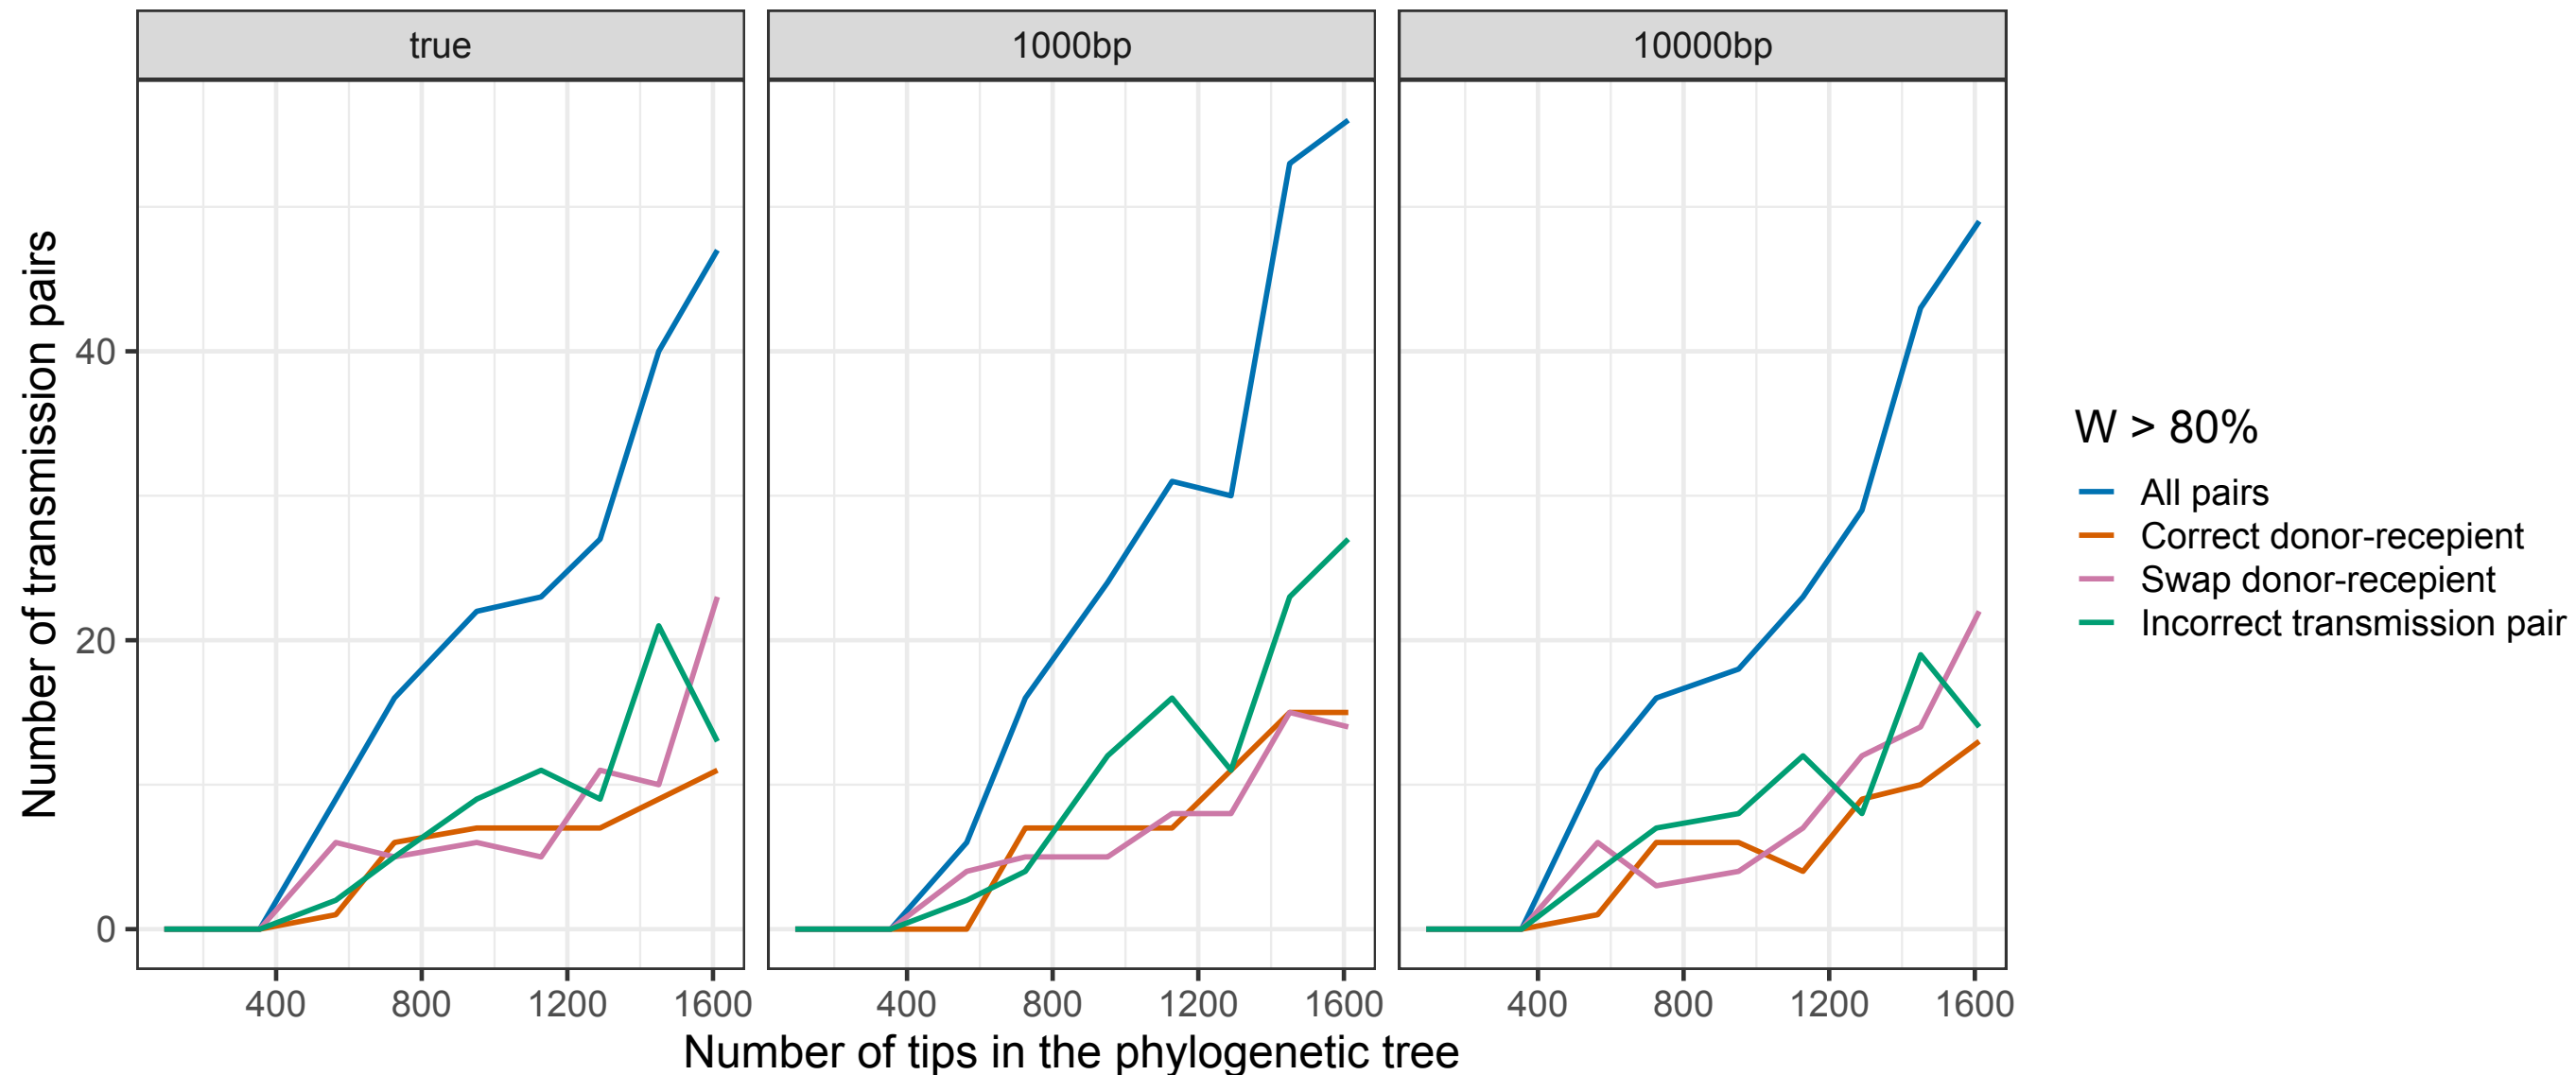 true
1000bp
10000bp
Number of transmission pairs
40
20
0
400 800 1200 1600
400 800 1200 1600
400 800 1200 1600
Number of tips in the phylogenetic tree
W > 80%
All pairs
Correct donor-recepient
Swap donor-recepient
Incorrect transmission pair